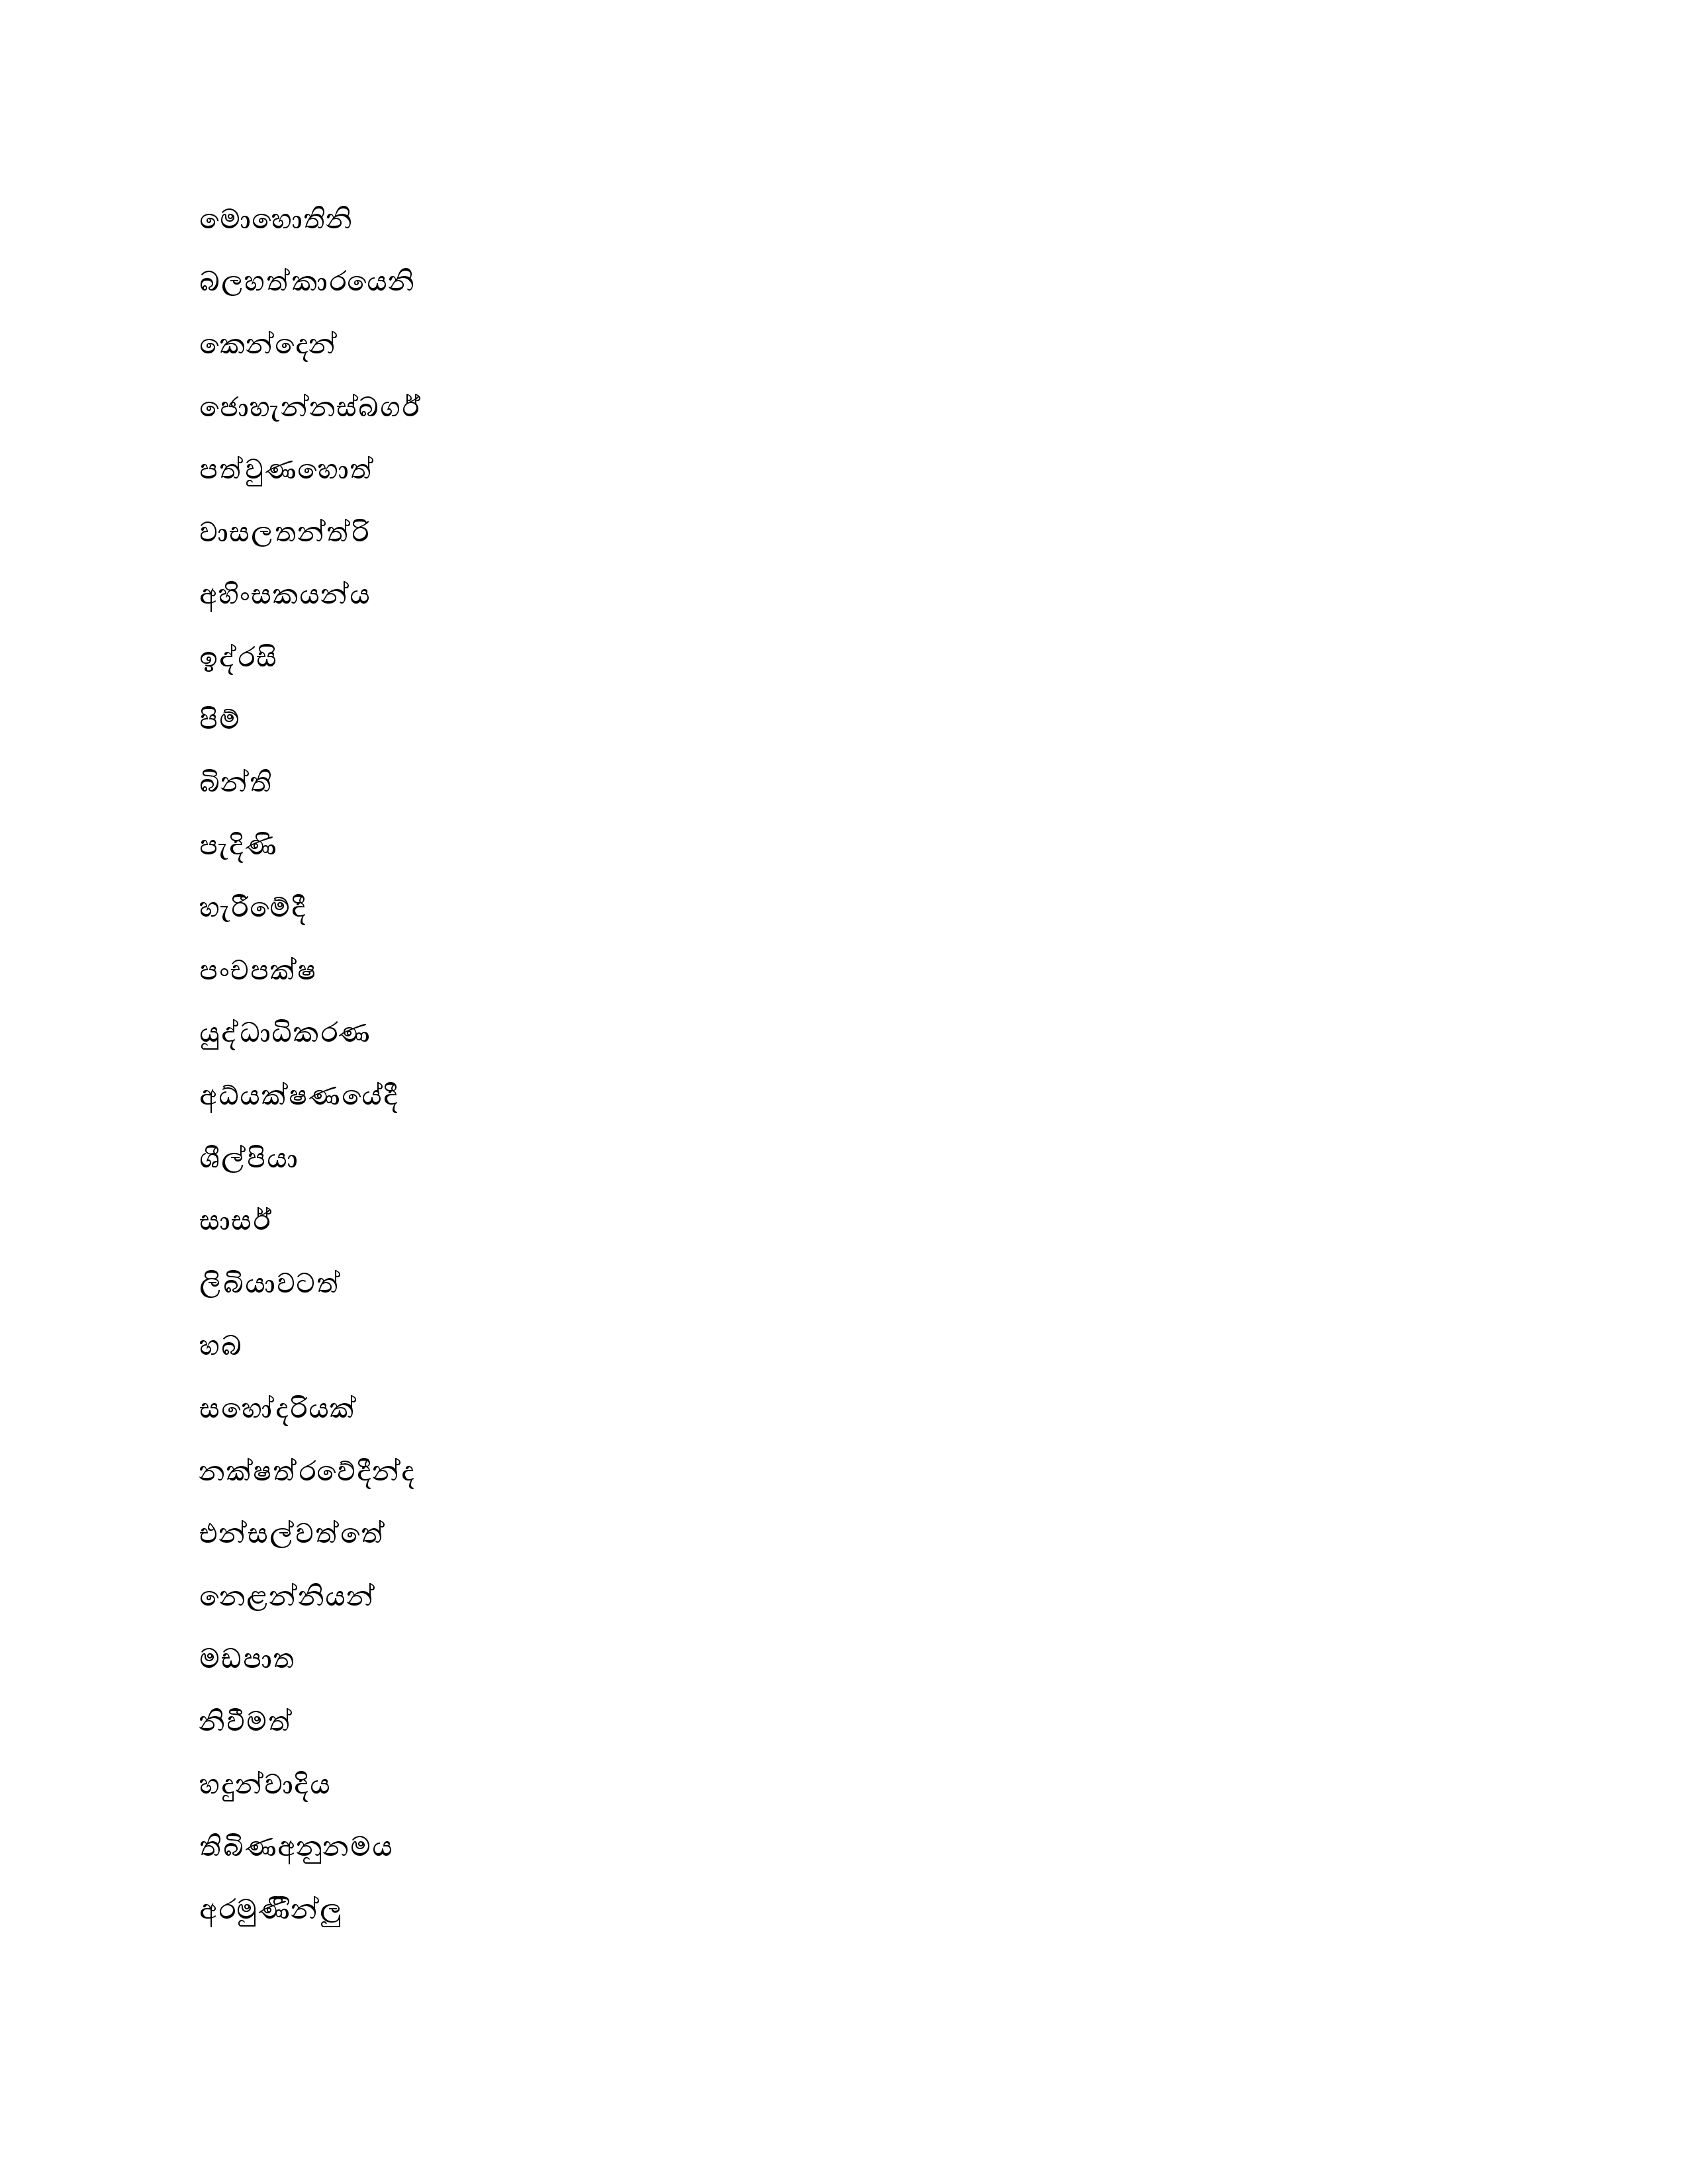 මොහොතිනි
බලහත්කාරයෙනි
කෙන්දෙන්
ජොහැන්නස්බගර්‍
පත්වුණහොත්
වාසලතන්ත්රි
අහිංසකයන්ය
ඉද්රසි
පිම්
බින්ති
පැදිණි
හැරීමේදී
පංචපක්ෂ
යුද්ධාධිකරණ
අධ්යක්ෂණයේදී
ශීල්පියා
සාසර්‍
ලිබියාවටත්
හබ
සහෝදරියක්
නක්ෂත්රවේදීන්ද
එන්සල්වත්තේ
නෙළන්නියන්
මඩපාත
නිවීමත්
හදුන්වාදිය
තිබිණඅනුනමය
අරමුණීින්ලු